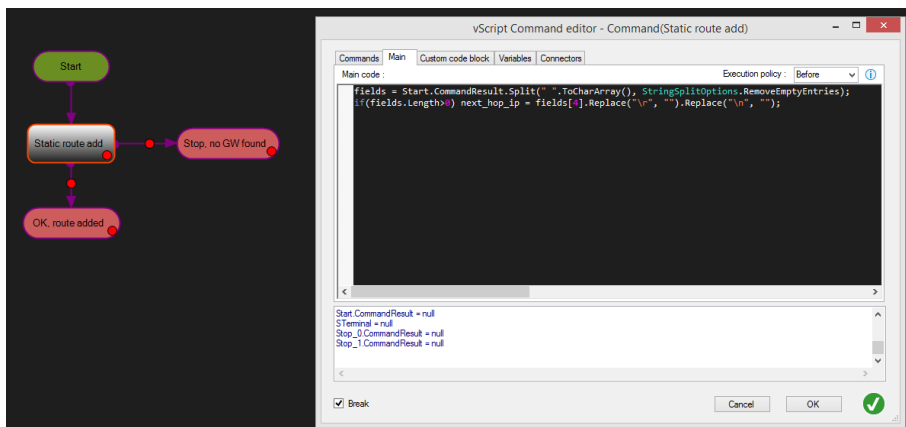 vScript Command editor - Command(Static route add)
Start
Static route add
Stop, no GW found
OK, route added
Commands Main Custom code block Variables Connectors
Main code : Execution policy : Before
fields = Start.CommandResult.Split(" ".ToCharArray(), StringSplitOptions.RemoveEmptyEntries);
if(fields.Length>0) next_hop_ip = fields[4].Replace("\r", "").Replace("\n", "");
Start.CommandResult = null
STerminal = null
Stop_0.CommandResult = null
Stop_1.CommandResult = null
Break Cancel OK